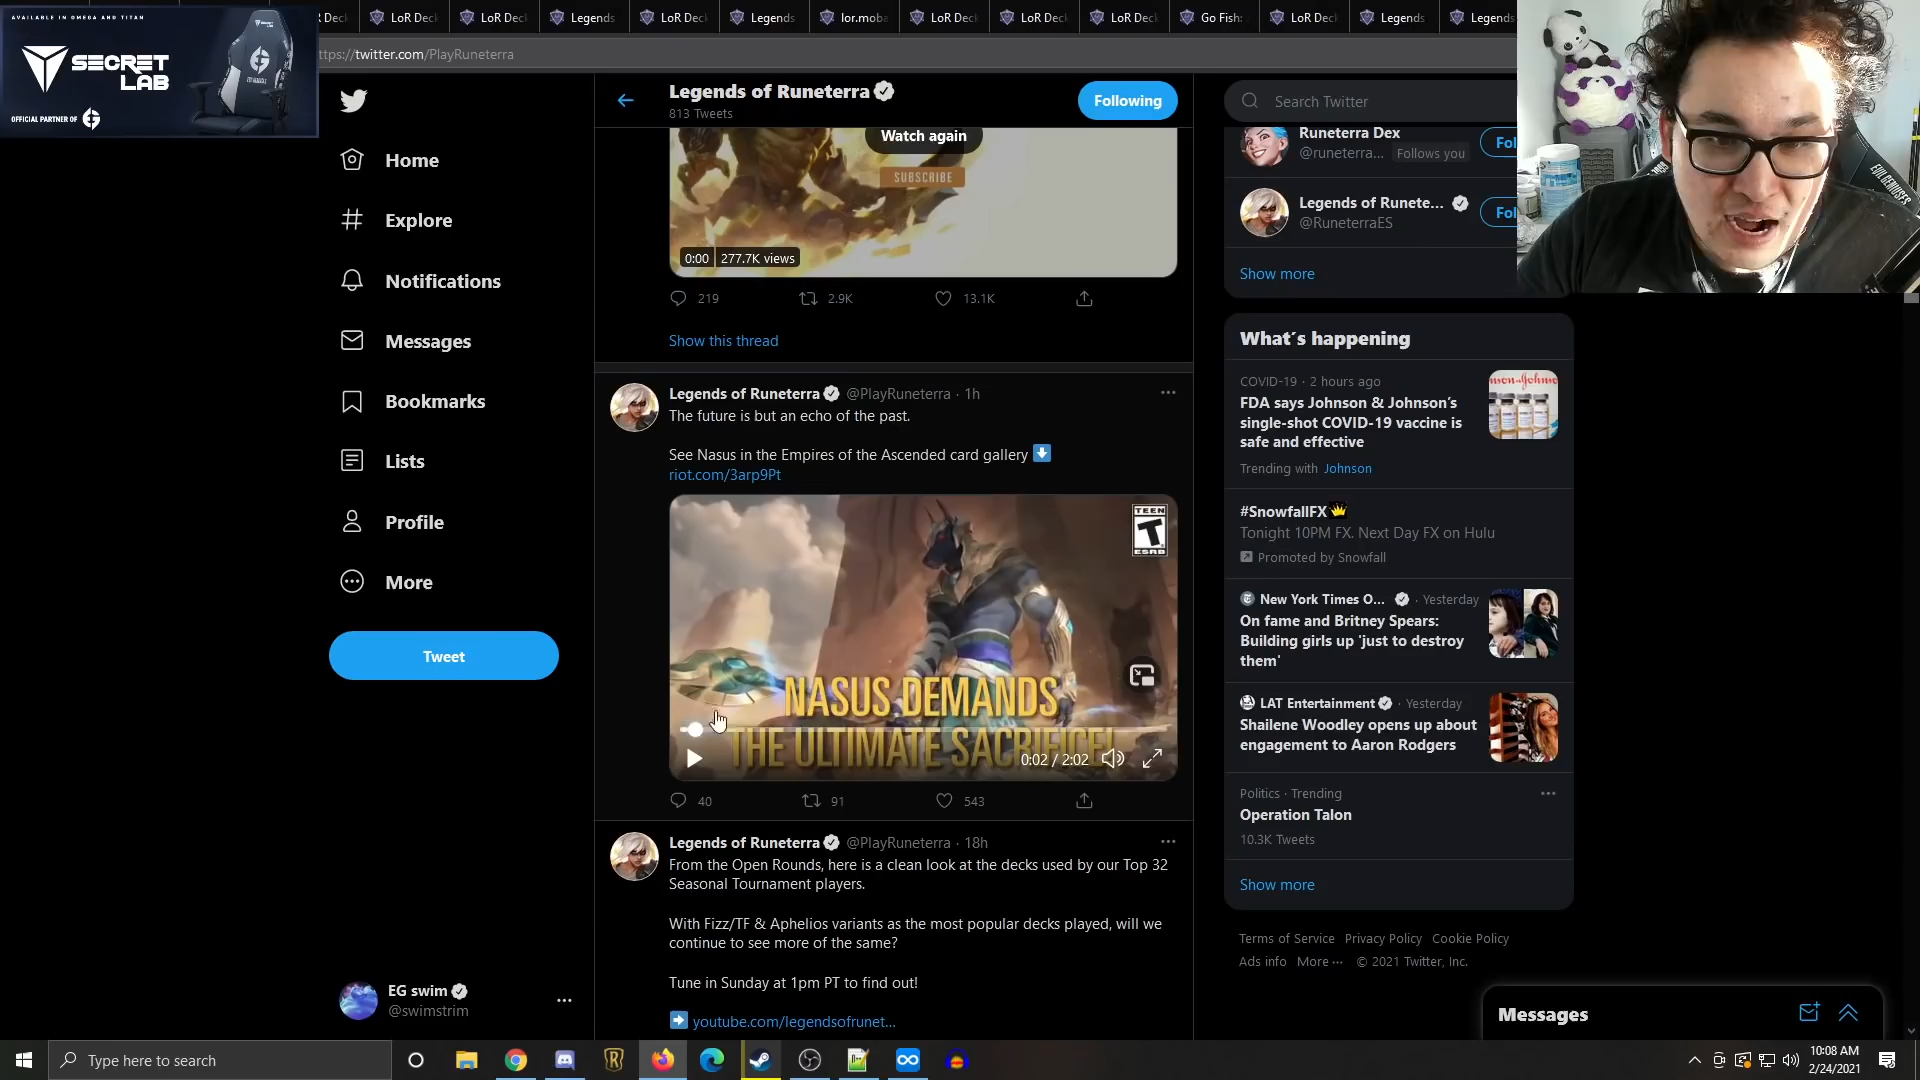 AVAILABLE IN OMEGA AND TITAN
SECRET
LAB
OFFICIAL PARTNER OF
LoR Deck
LoR Deck
Legends
LoR Deck
Legends
lor.moba
LoR Deck
LoR Deck
LoR Deck
Go Fish:
LoR Deck
Legends
Legends
ttps://twitter.com/PlayRuneterra
Home
Explore
Notifications
Messages
Bookmarks
Lists
Profile
More
Tweet
EG swim
@swimstrim
Legends of Runeterra
813 Tweets
Following
Watch again
SUBSCRIBE
0:00 277.7K views
219 2.9K 13.1K
Show this thread
Legends of Runeterra @PlayRuneterra · 1h
The future is but an echo of the past.
See Nasus in the Empires of the Ascended card gallery
riot.com/3arp9Pt
TEEN
T
ESRB
NASUS DEMANDS
THE ULTIMATE SACRIFICE!
0:02 / 2:02
40 91 543
Legends of Runeterra @PlayRuneterra · 18h
From the Open Rounds, here is a clean look at the decks used by our Top 32
Seasonal Tournament players.
With Fizz/TF & Aphelios variants as the most popular decks played, will we
continue to see more of the same?
Tune in Sunday at 1pm PT to find out!
youtube.com/legendsofrunet...
Search Twitter
Runeterra Dex
@runeterra... Follows you
Fol
Legends of Runete...
@RuneterraES
Fol
Show more
What's happening
COVID-19 · 2 hours ago
FDA says Johnson & Johnson's
single-shot COVID-19 vaccine is
safe and effective
Trending with Johnson
#SnowfallFX
Tonight 10PM FX. Next Day FX on Hulu
Promoted by Snowfall
New York Times O... · Yesterday
On fame and Britney Spears:
Building girls up 'just to destroy
them'
LAT Entertainment · Yesterday
Shailene Woodley opens up about
engagement to Aaron Rodgers
Politics · Trending
Operation Talon
10.3K Tweets
Show more
Terms of Service Privacy Policy Cookie Policy
Ads info More ··· © 2021 Twitter, Inc.
Messages
Type here to search
10:08 AM
2/24/2021